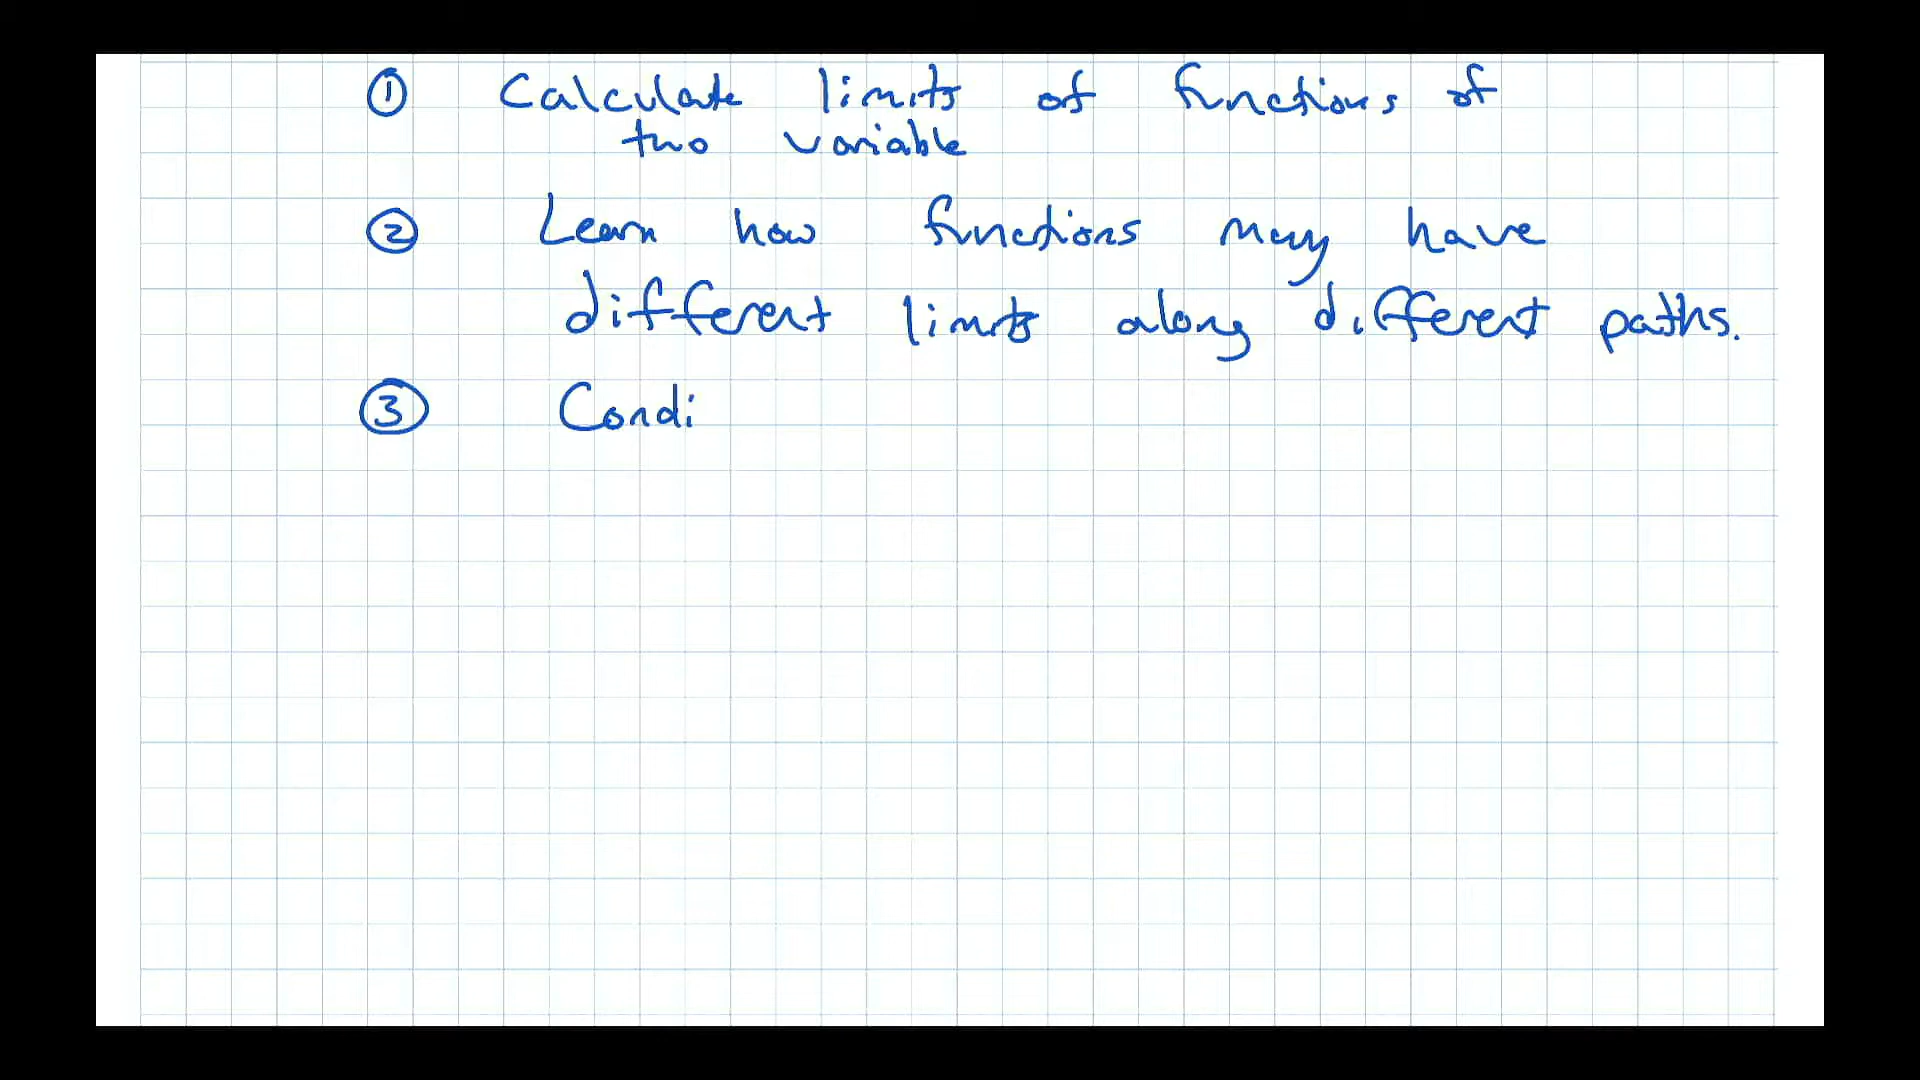 ① Calculate limits of functions of
two variable
② Learn how functions may have
different limits along different paths.
③ Condi